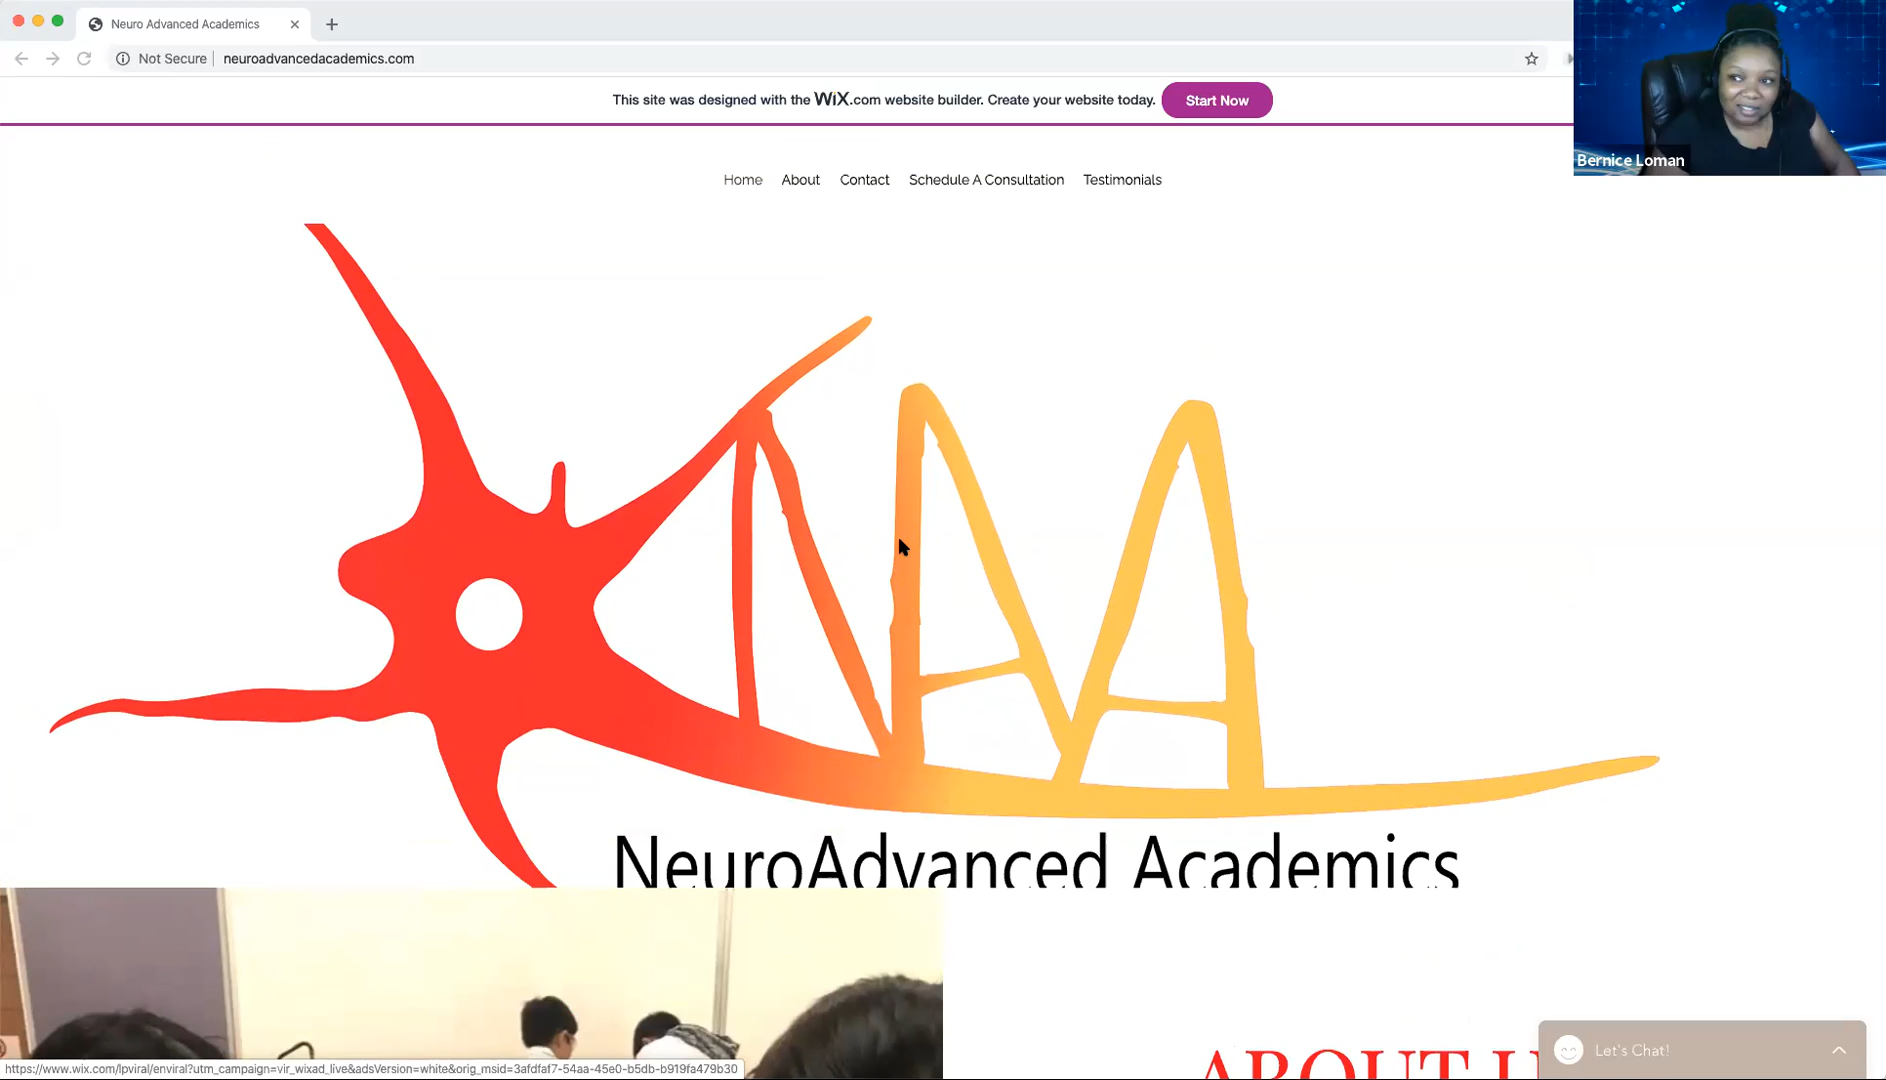 Neuro Advanced Academics
Not Secure
neuroadvancedacademics.com
This site was designed with the WiX.com website builder. Create your website today.
Start Now
Bernice Loman
Home About Contact Schedule A Consultation Testimonials
NAA
NeuroAdvanced Academics
ABOUT
Let's Chat!
https://www.wix.com/lpviral/enviral?utm_campaign=vir_wixad_live&adsVersion=white&orig_msid=3afdfaf7-54aa-45e0-b5db-b919fa479b30